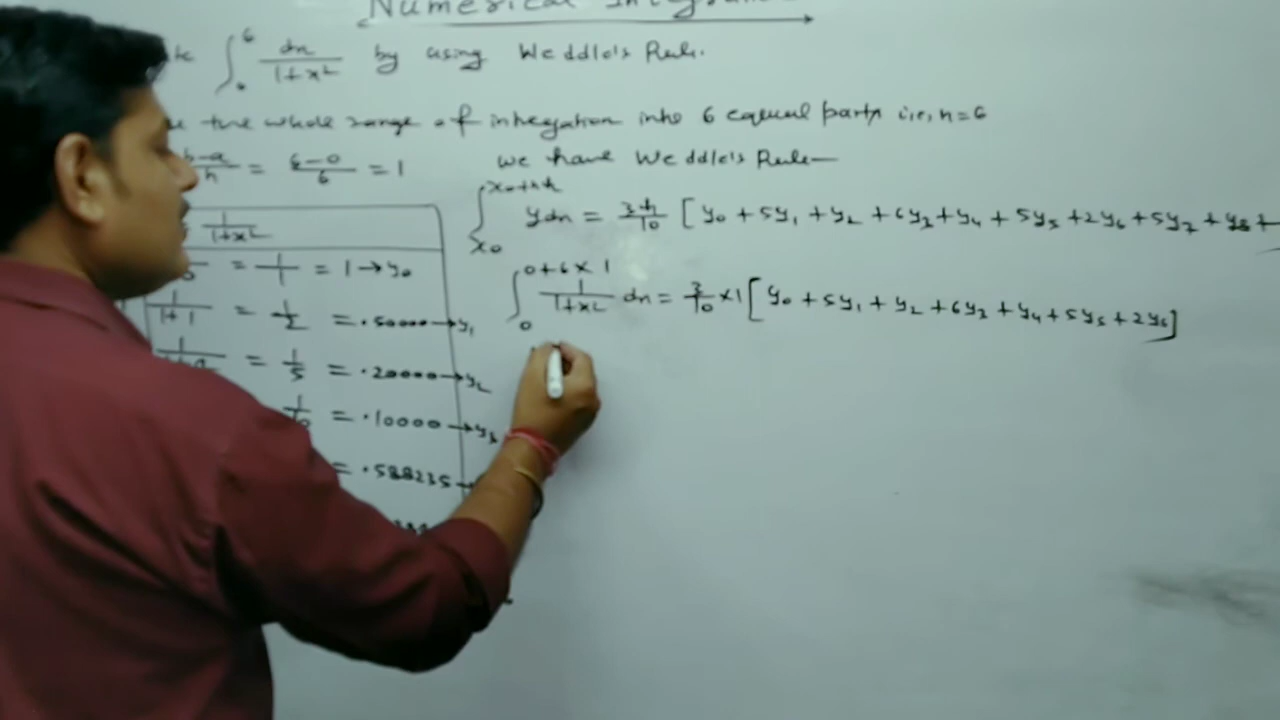 Numerical Integra
∫₀⁶ dx/1+x² by using Weddle's Rule.
the whole range of integration into 6 equal parts i.e, n=6
b-a/n = 6-0/6 = 1
we have Weddle's Rule—
∫ₓ₀^(x₀+nh) ydx = 3h/10 [y₀ + 5y₁ + y₂ + 6y₃ + y₄ + 5y₅ + 2y₆ + 5y₇ + y₈ +
1/1+x²
= 1/1 = 1 → y₀
1/1+1 = 1/2 = .50000 → y₁
= 1/5 = .20000 → y₂
= .10000 → y₃
= .588235 →
∫₀^(0+6×1) 1/1+x² dx = 3/10 ×1 [y₀ + 5y₁ + y₂ + 6y₃ + y₄ + 5y₅ + 2y₆]